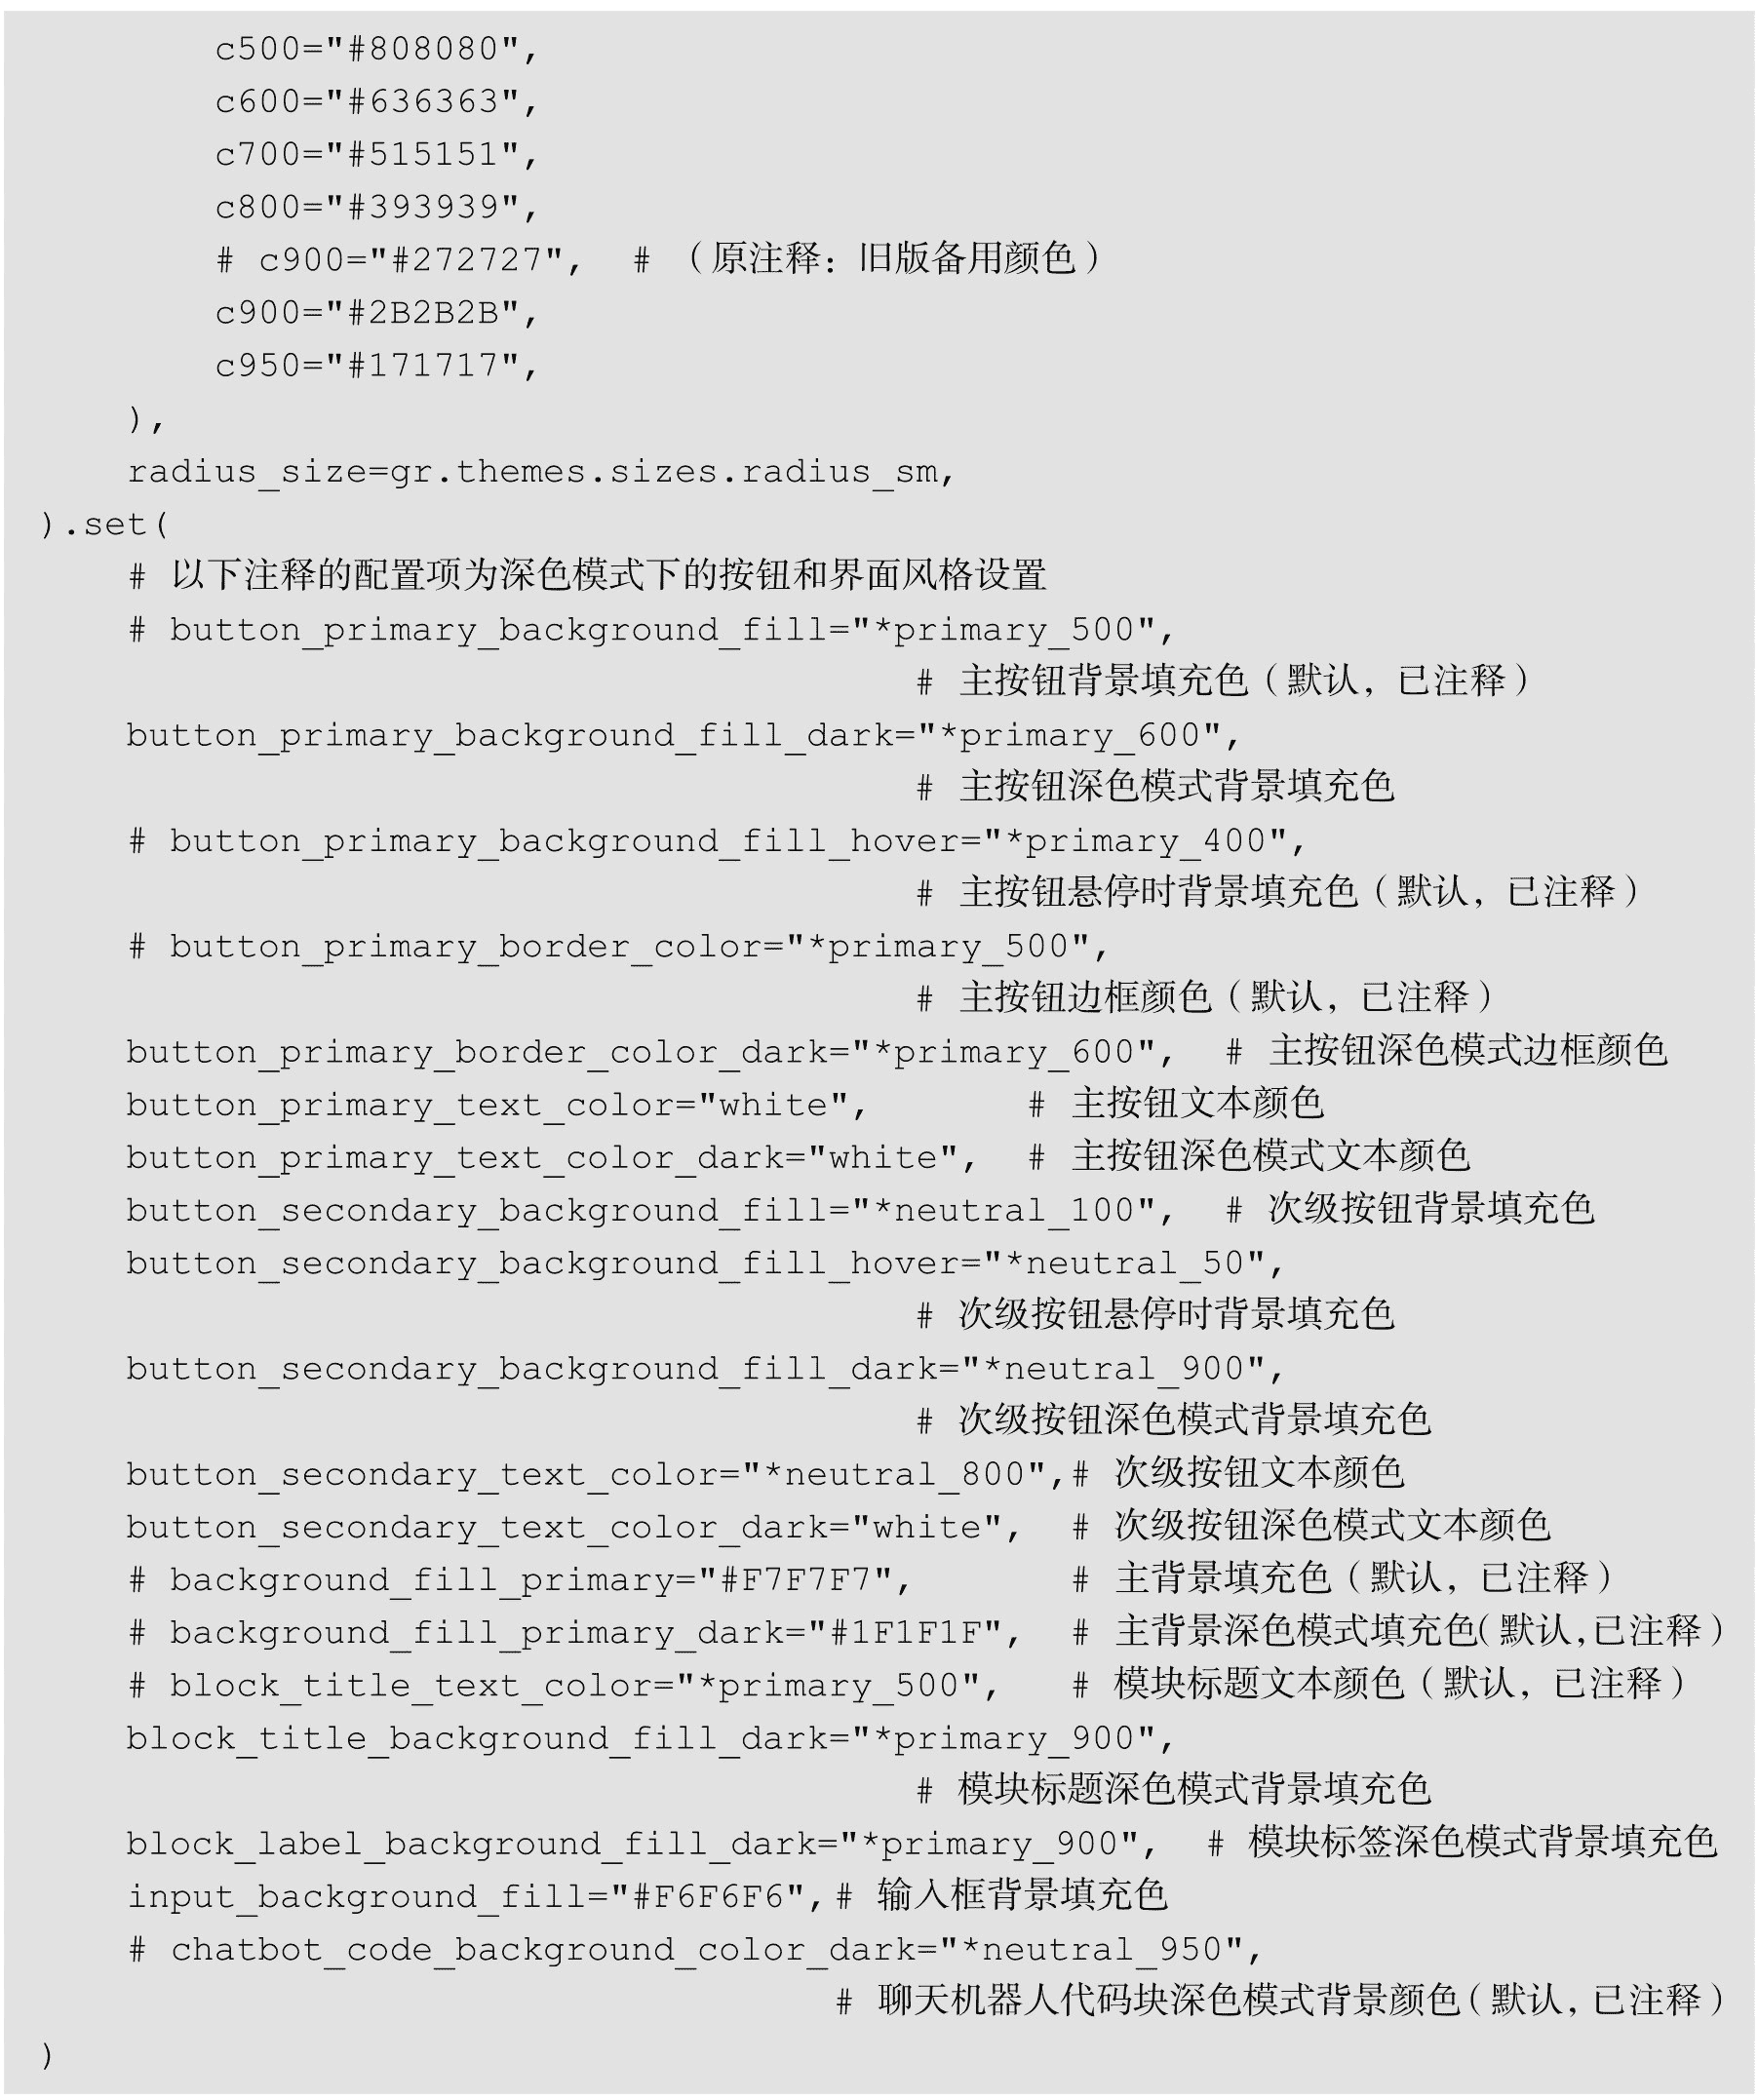 c500="#808080",
        c600="#636363",
        c700="#515151",
        c800="#393939",
        # c900="#272727",  # （原注释：旧版备用颜色）
        c900="#2B2B2B",
        c950="#171717",
    ),
    radius_size=gr.themes.sizes.radius_sm,
).set(
    # 以下注释的配置项为深色模式下的按钮和界面风格设置
    # button_primary_background_fill="*primary_500",
                                        # 主按钮背景填充色（默认，已注释）
    button_primary_background_fill_dark="*primary_600",
                                        # 主按钮深色模式背景填充色
    # button_primary_background_fill_hover="*primary_400",
                                        # 主按钮悬停时背景填充色（默认，已注释）
    # button_primary_border_color="*primary_500",
                                        # 主按钮边框颜色（默认，已注释）
    button_primary_border_color_dark="*primary_600",  # 主按钮深色模式边框颜色
    button_primary_text_color="white",       # 主按钮文本颜色
    button_primary_text_color_dark="white",  # 主按钮深色模式文本颜色
    button_secondary_background_fill="*neutral_100",  # 次级按钮背景填充色
    button_secondary_background_fill_hover="*neutral_50",
                                        # 次级按钮悬停时背景填充色
    button_secondary_background_fill_dark="*neutral_900",
                                        # 次级按钮深色模式背景填充色
    button_secondary_text_color="*neutral_800",# 次级按钮文本颜色
    button_secondary_text_color_dark="white",  # 次级按钮深色模式文本颜色
    # background_fill_primary="#F7F7F7",       # 主背景填充色（默认，已注释）
    # background_fill_primary_dark="#1F1F1F",  # 主背景深色模式填充色（默认，已注释）
    # block_title_text_color="*primary_500",   # 模块标题文本颜色（默认，已注释）
    block_title_background_fill_dark="*primary_900",
                                        # 模块标题深色模式背景填充色
    block_label_background_fill_dark="*primary_900",  # 模块标签深色模式背景填充色
    input_background_fill="#F6F6F6",# 输入框背景填充色
    # chatbot_code_background_color_dark="*neutral_950",
                                    # 聊天机器人代码块深色模式背景颜色（默认，已注释）
)